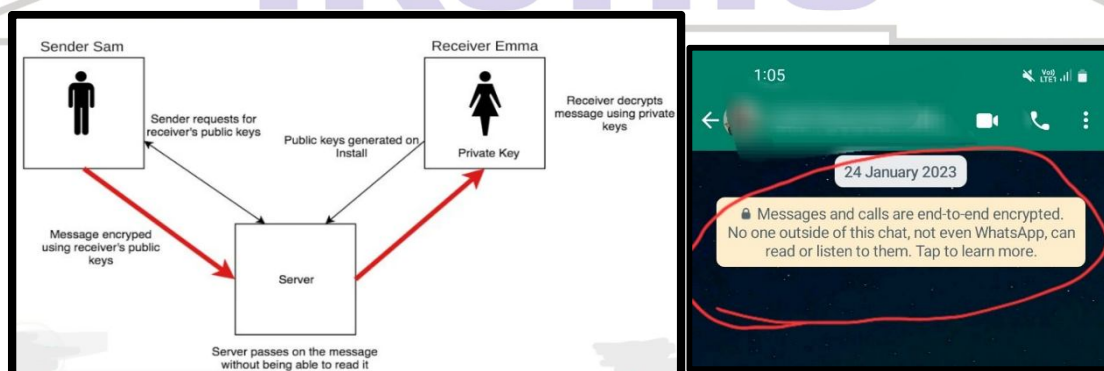 Sender Sam
Receiver Emma
Sender requests for
receiver's public keys
Public keys generated on
Install
Private Key
Receiver decrypts
message using private
keys
Message encryped
using receiver's public
keys
Server
Server passes on the message
without being able to read it
1:05
Vo))
LTE1
24 January 2023
Messages and calls are end-to-end encrypted.
No one outside of this chat, not even WhatsApp, can
read or listen to them. Tap to learn more.